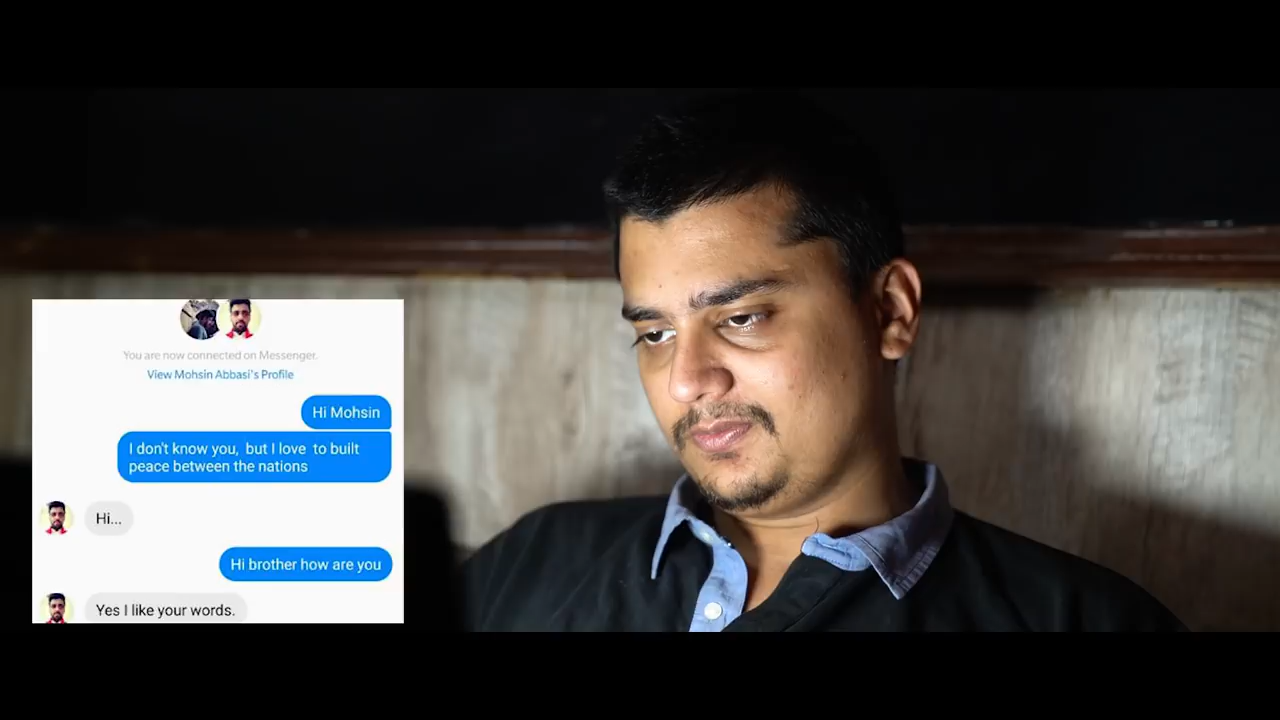 You are now connected on Messenger.
View Mohsin Abbasi's Profile
Hi Mohsin
I don't know you, but I love to built
peace between the nations
Hi...
Hi brother how are you
Yes I like your words.